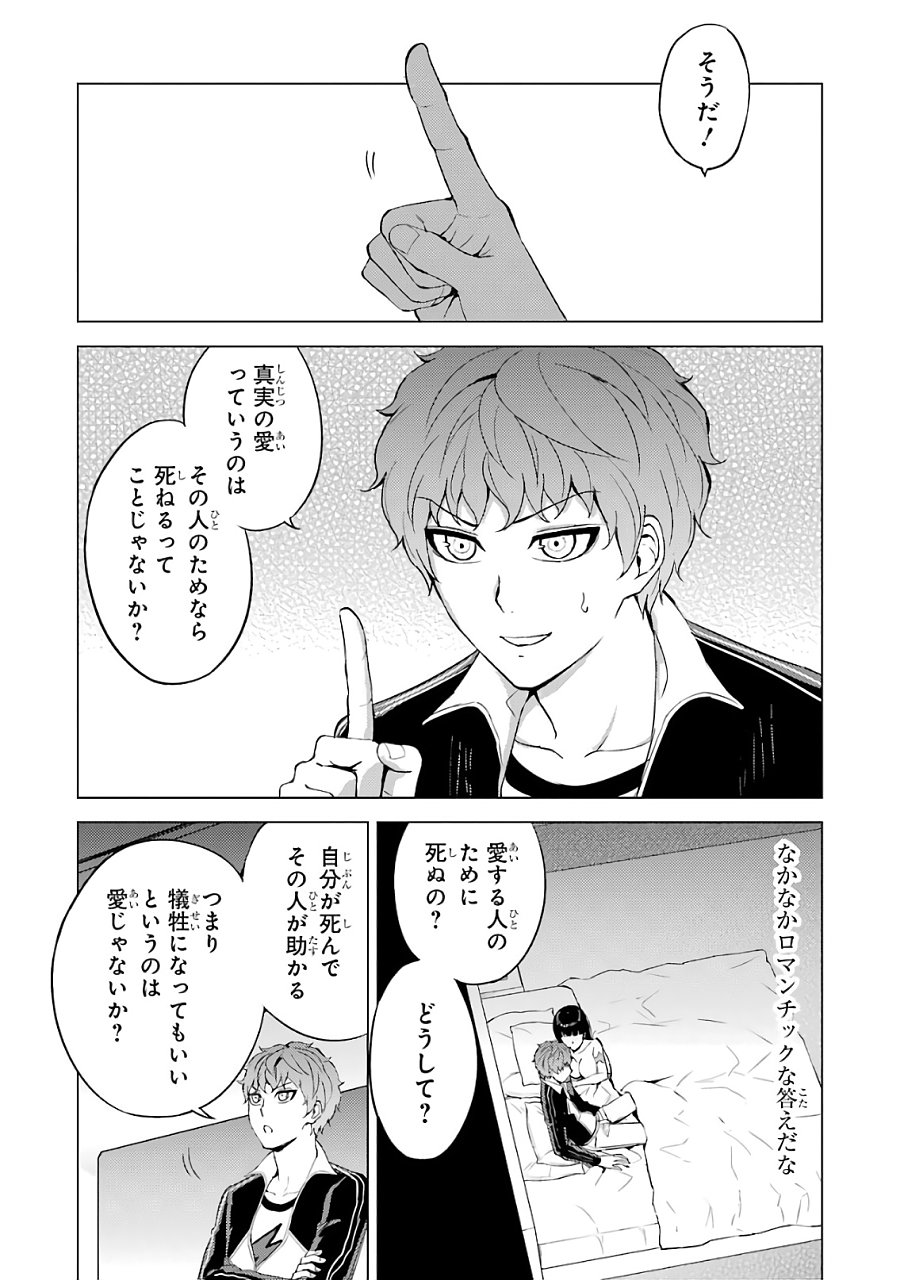 そうだ！
真実の愛
っていうのは
その人のためなら
死ねるって
ことじゃないか？
なかなかロマンチックな答えだな
愛する人の
ために
死ぬの？
どうして？
自分が死んで
その人が助かる
つまり
犠牲になってもいい
というのは
愛じゃないか？